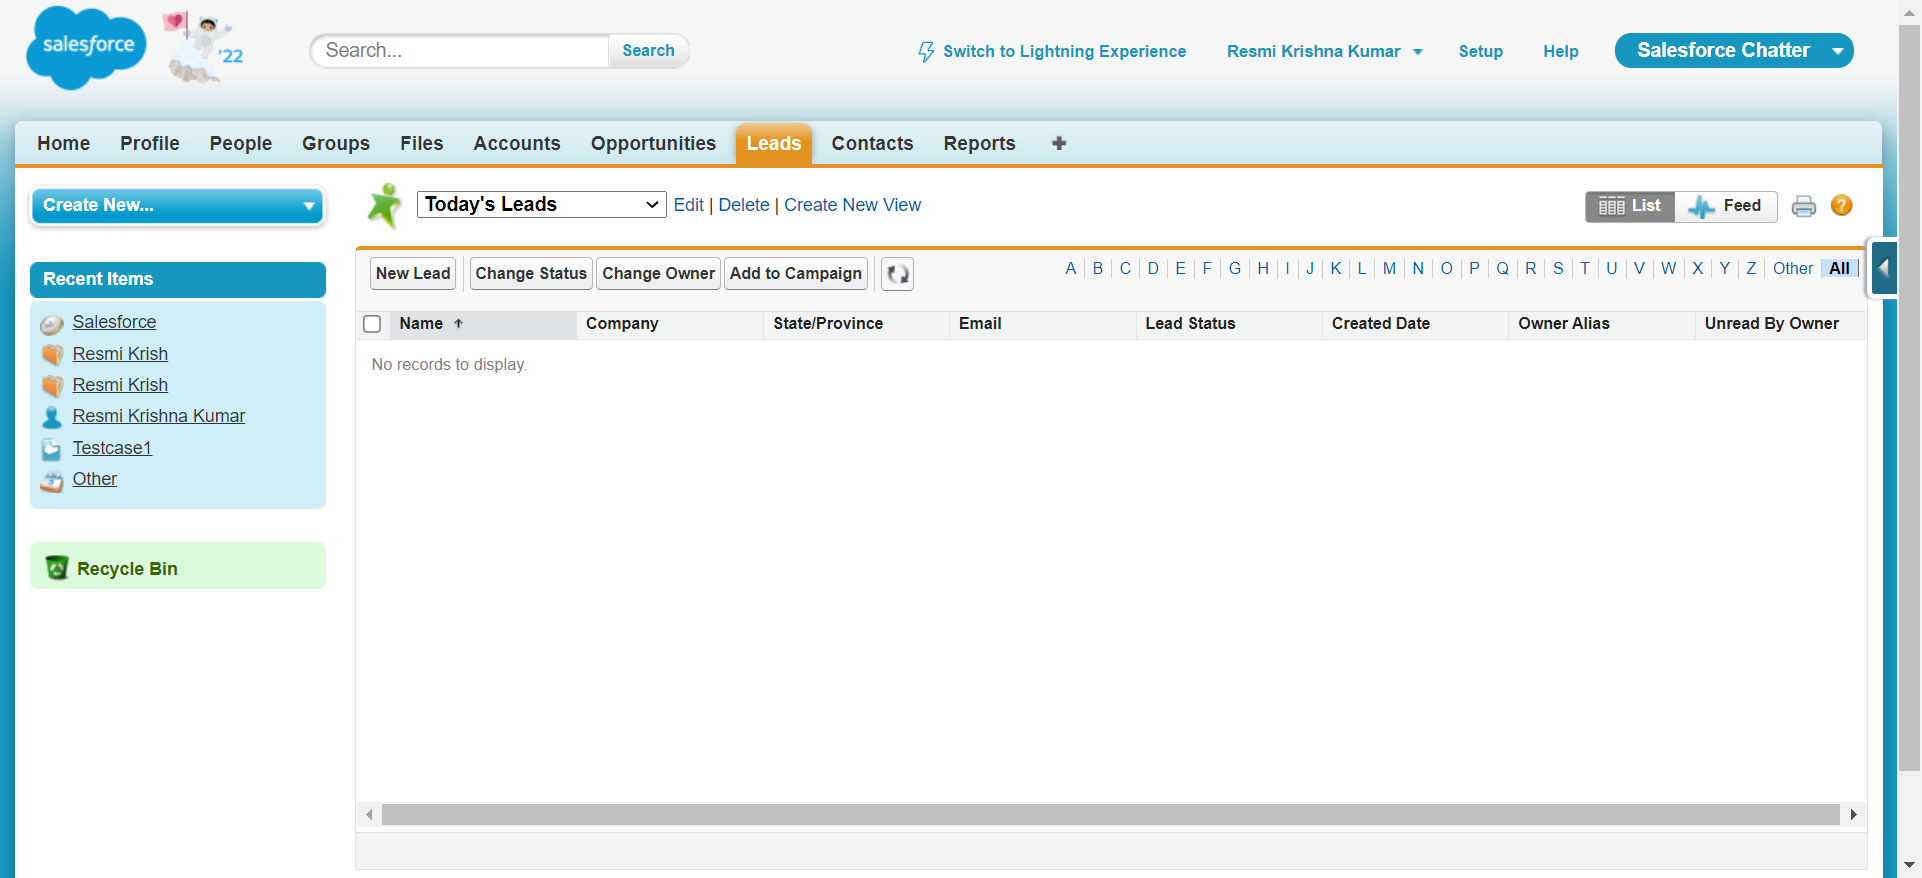 salesforce
'22
Search...
Search
Switch to Lightning Experience
Resmi Krishna Kumar
Setup
Help
Salesforce Chatter
Home
Profile
People
Groups
Files
Accounts
Opportunities
Leads
Contacts
Reports
Create New...
Today's Leads
Edit | Delete | Create New View
List
Feed
?
Recent Items
Salesforce
Resmi Krish
Resmi Krish
Resmi Krishna Kumar
Testcase1
Other
Recycle Bin
New Lead
Change Status
Change Owner
Add to Campaign
A | B | C | D | E | F | G | H | I | J | K | L | M | N | O | P | Q | R | S | T | U | V | W | X | Y | Z | Other | All
Name
Company
State/Province
Email
Lead Status
Created Date
Owner Alias
Unread By Owner
No records to display.